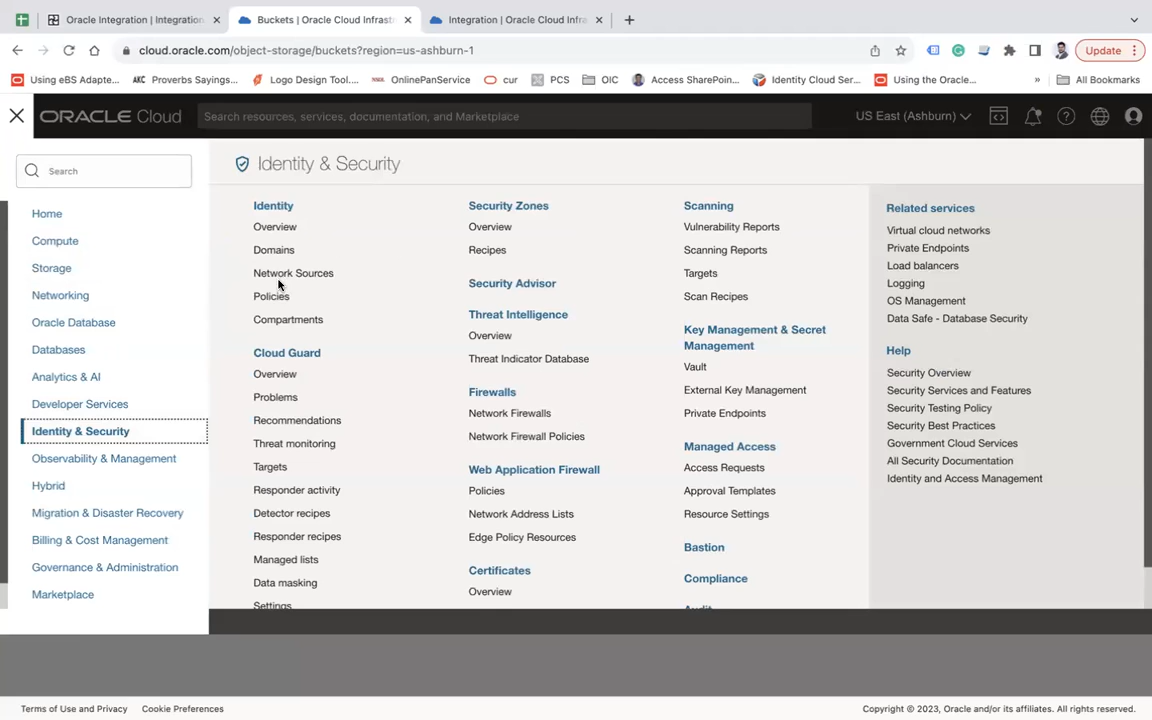 Oracle Integration | Integration
Buckets | Oracle Cloud Infrastr
Integration | Oracle Cloud Infra
cloud.oracle.com/object-storage/buckets?region=us-ashburn-1
Update
Using eBS Adapte...
AKC
Proverbs Sayings...
Logo Design Tool....
OnlinePanService
cur
PCS
OIC
Access SharePoin...
Identity Cloud Ser...
Using the Oracle...
»
All Bookmarks
ORACLE Cloud
Search resources, services, documentation, and Marketplace
US East (Ashburn)
Search
Home
Compute
Storage
Networking
Oracle Database
Databases
Analytics & AI
Developer Services
Identity & Security
Observability & Management
Hybrid
Migration & Disaster Recovery
Billing & Cost Management
Governance & Administration
Marketplace
Identity & Security
Identity
Overview
Domains
Network Sources
Policies
Compartments
Cloud Guard
Overview
Problems
Recommendations
Threat monitoring
Targets
Responder activity
Detector recipes
Responder recipes
Managed lists
Data masking
Settings
Security Zones
Overview
Recipes
Security Advisor
Threat Intelligence
Overview
Threat Indicator Database
Firewalls
Network Firewalls
Network Firewall Policies
Web Application Firewall
Policies
Network Address Lists
Edge Policy Resources
Certificates
Overview
Scanning
Vulnerability Reports
Scanning Reports
Targets
Scan Recipes
Key Management & Secret
Management
Vault
External Key Management
Private Endpoints
Managed Access
Access Requests
Approval Templates
Resource Settings
Bastion
Compliance
Audit
Related services
Virtual cloud networks
Private Endpoints
Load balancers
Logging
OS Management
Data Safe - Database Security
Help
Security Overview
Security Services and Features
Security Testing Policy
Security Best Practices
Government Cloud Services
All Security Documentation
Identity and Access Management
Terms of Use and Privacy
Cookie Preferences
Copyright © 2023, Oracle and/or its affiliates. All rights reserved.